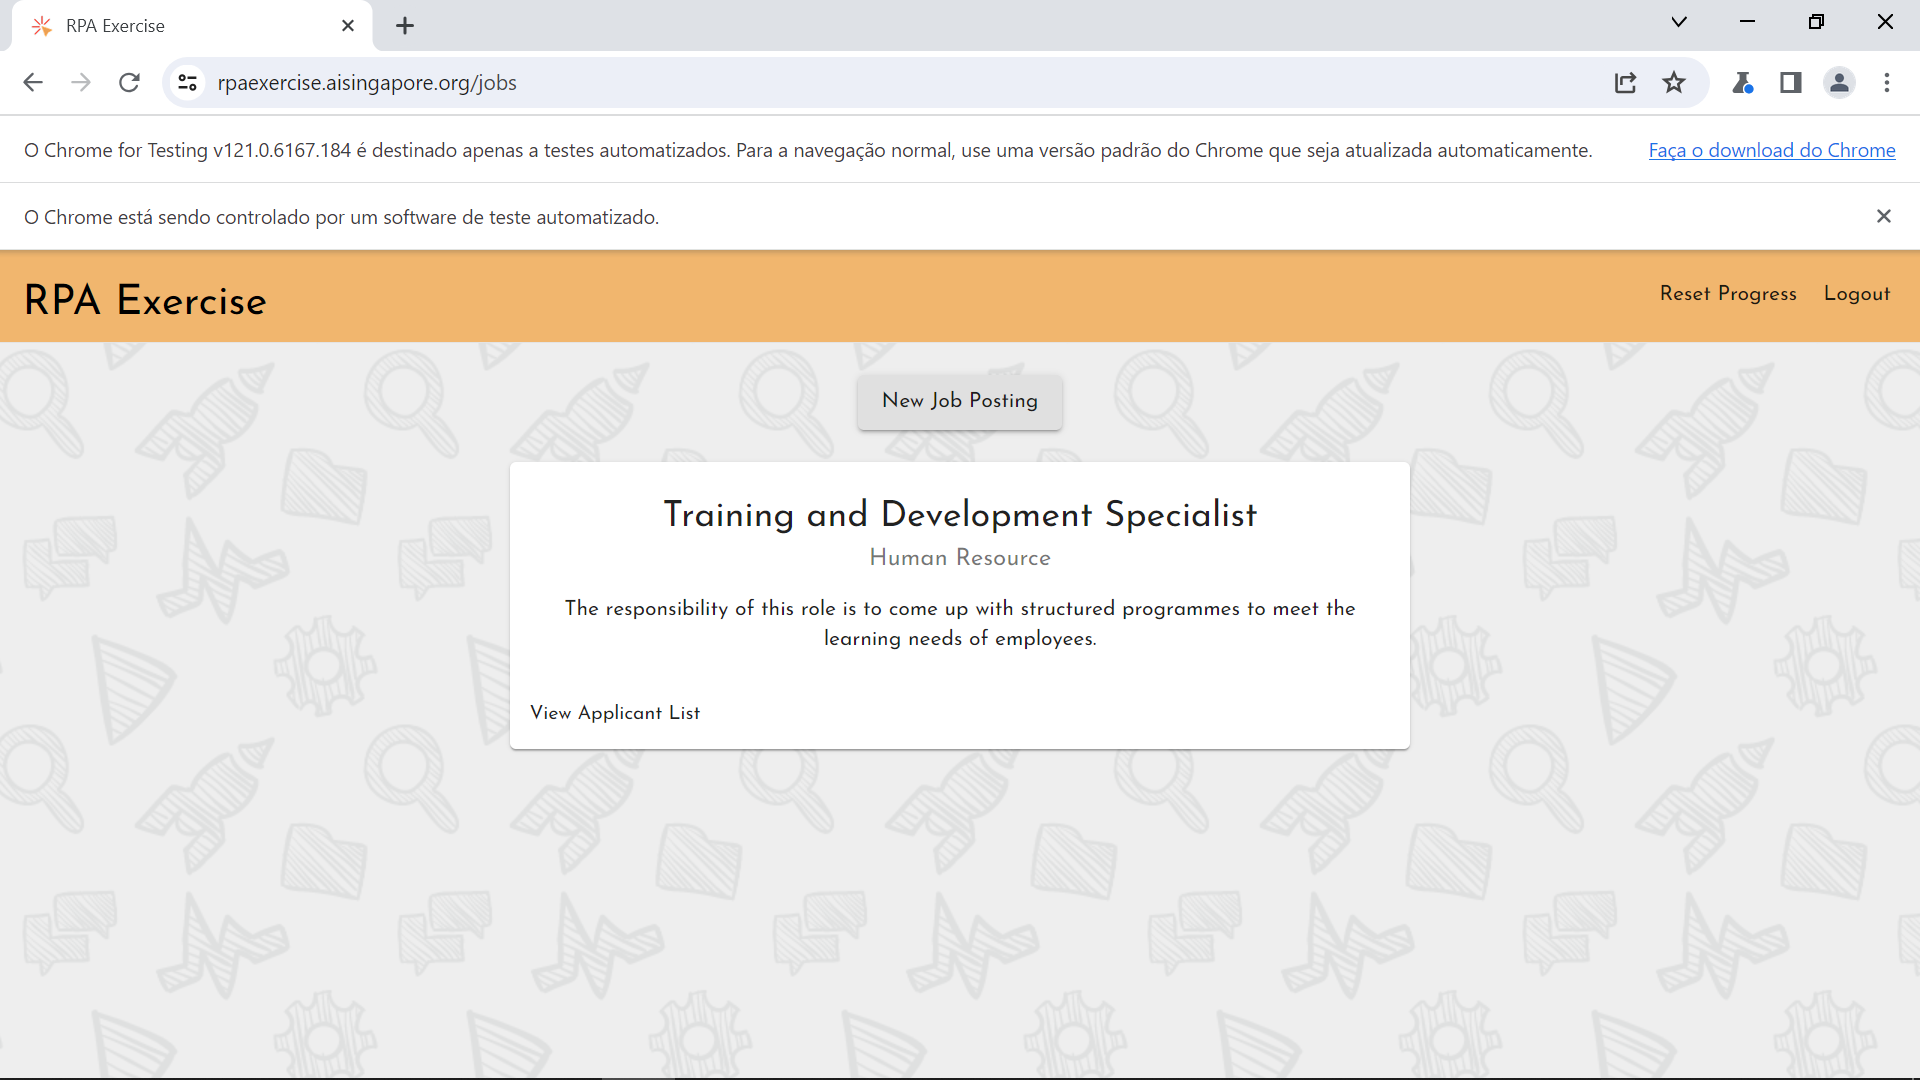 RPA Exercise
rpaexercise.aisingapore.org/jobs
O Chrome for Testing v121.0.6167.184 é destinado apenas a testes automatizados. Para a navegação normal, use uma versão padrão do Chrome que seja atualizada automaticamente. Faça o download do Chrome
O Chrome está sendo controlado por um software de teste automatizado.
RPA Exercise
Reset Progress Logout
New Job Posting
Training and Development Specialist
Human Resource
The responsibility of this role is to come up with structured programmes to meet the
learning needs of employees.
View Applicant List